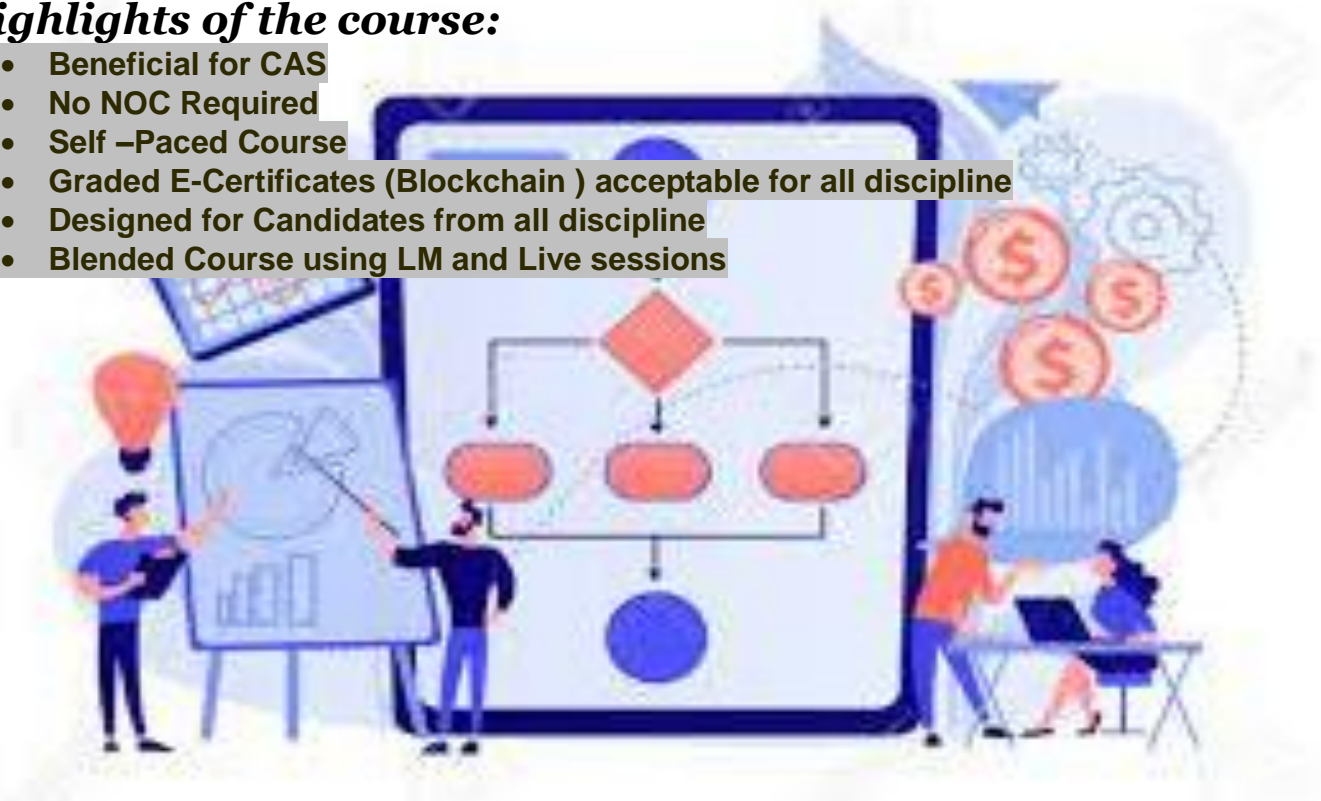 ighlights of the course:
• Beneficial for CAS
• No NOC Required
• Self –Paced Course
• Graded E-Certificates (Blockchain ) acceptable for all discipline
• Designed for Candidates from all discipline
• Blended Course using LM and Live sessions
$
$
$
$